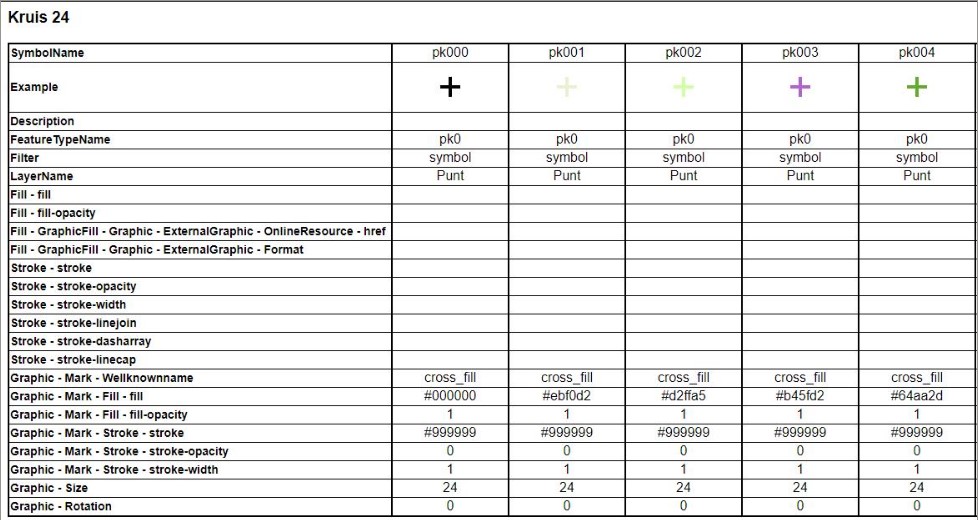 Kruis 24
SymbolName pk000 pk001 pk002 pk003 pk004
Example
Description
FeatureTypeName pk0 pk0 pk0 pk0 pk0
Filter symbol symbol symbol symbol symbol
LayerName Punt Punt Punt Punt Punt
Fill - fill
Fill - fill-opacity
Fill - GraphicFill - Graphic - ExternalGraphic - OnlineResource - href
Fill - GraphicFill - Graphic - ExternalGraphic - Format
Stroke - stroke
Stroke - stroke-opacity
Stroke - stroke-width
Stroke - stroke-linejoin
Stroke - stroke-dasharray
Stroke - stroke-linecap
Graphic - Mark - Wellknownname cross_fill cross_fill cross_fill cross_fill cross_fill
Graphic - Mark - Fill - fill #000000 #ebf0d2 #d2ffa5 #b45fd2 #64aa2d
Graphic - Mark - Fill - fill-opacity 1 1 1 1 1
Graphic - Mark - Stroke - stroke #999999 #999999 #999999 #999999 #999999
Graphic - Mark - Stroke - stroke-opacity 0 0 0 0 0
Graphic - Mark - Stroke - stroke-width 1 1 1 1 1
Graphic - Size 24 24 24 24 24
Graphic - Rotation 0 0 0 0 0